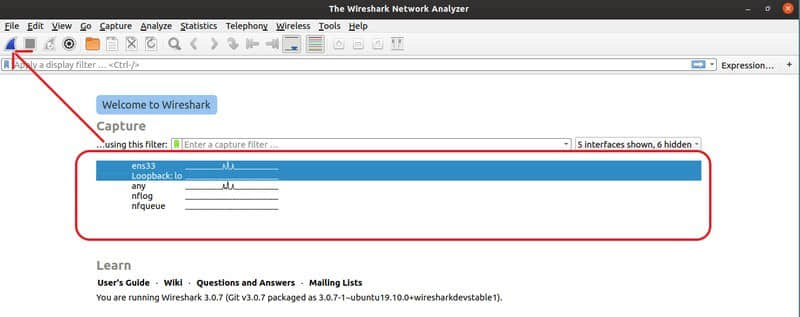 The Wireshark Network Analyzer
File Edit View Go Capture Analyze Statistics Telephony Wireless Tools Help
Apply a display filter ... <Ctrl-/> Expression... +
Welcome to Wireshark
Capture
...using this filter: Enter a capture filter ... 5 interfaces shown, 6 hidden
ens33
Loopback: lo
any
nflog
nfqueue
Learn
User's Guide · Wiki · Questions and Answers · Mailing Lists
You are running Wireshark 3.0.7 (Git v3.0.7 packaged as 3.0.7-1~ubuntu19.10.0+wiresharkdevstable1).